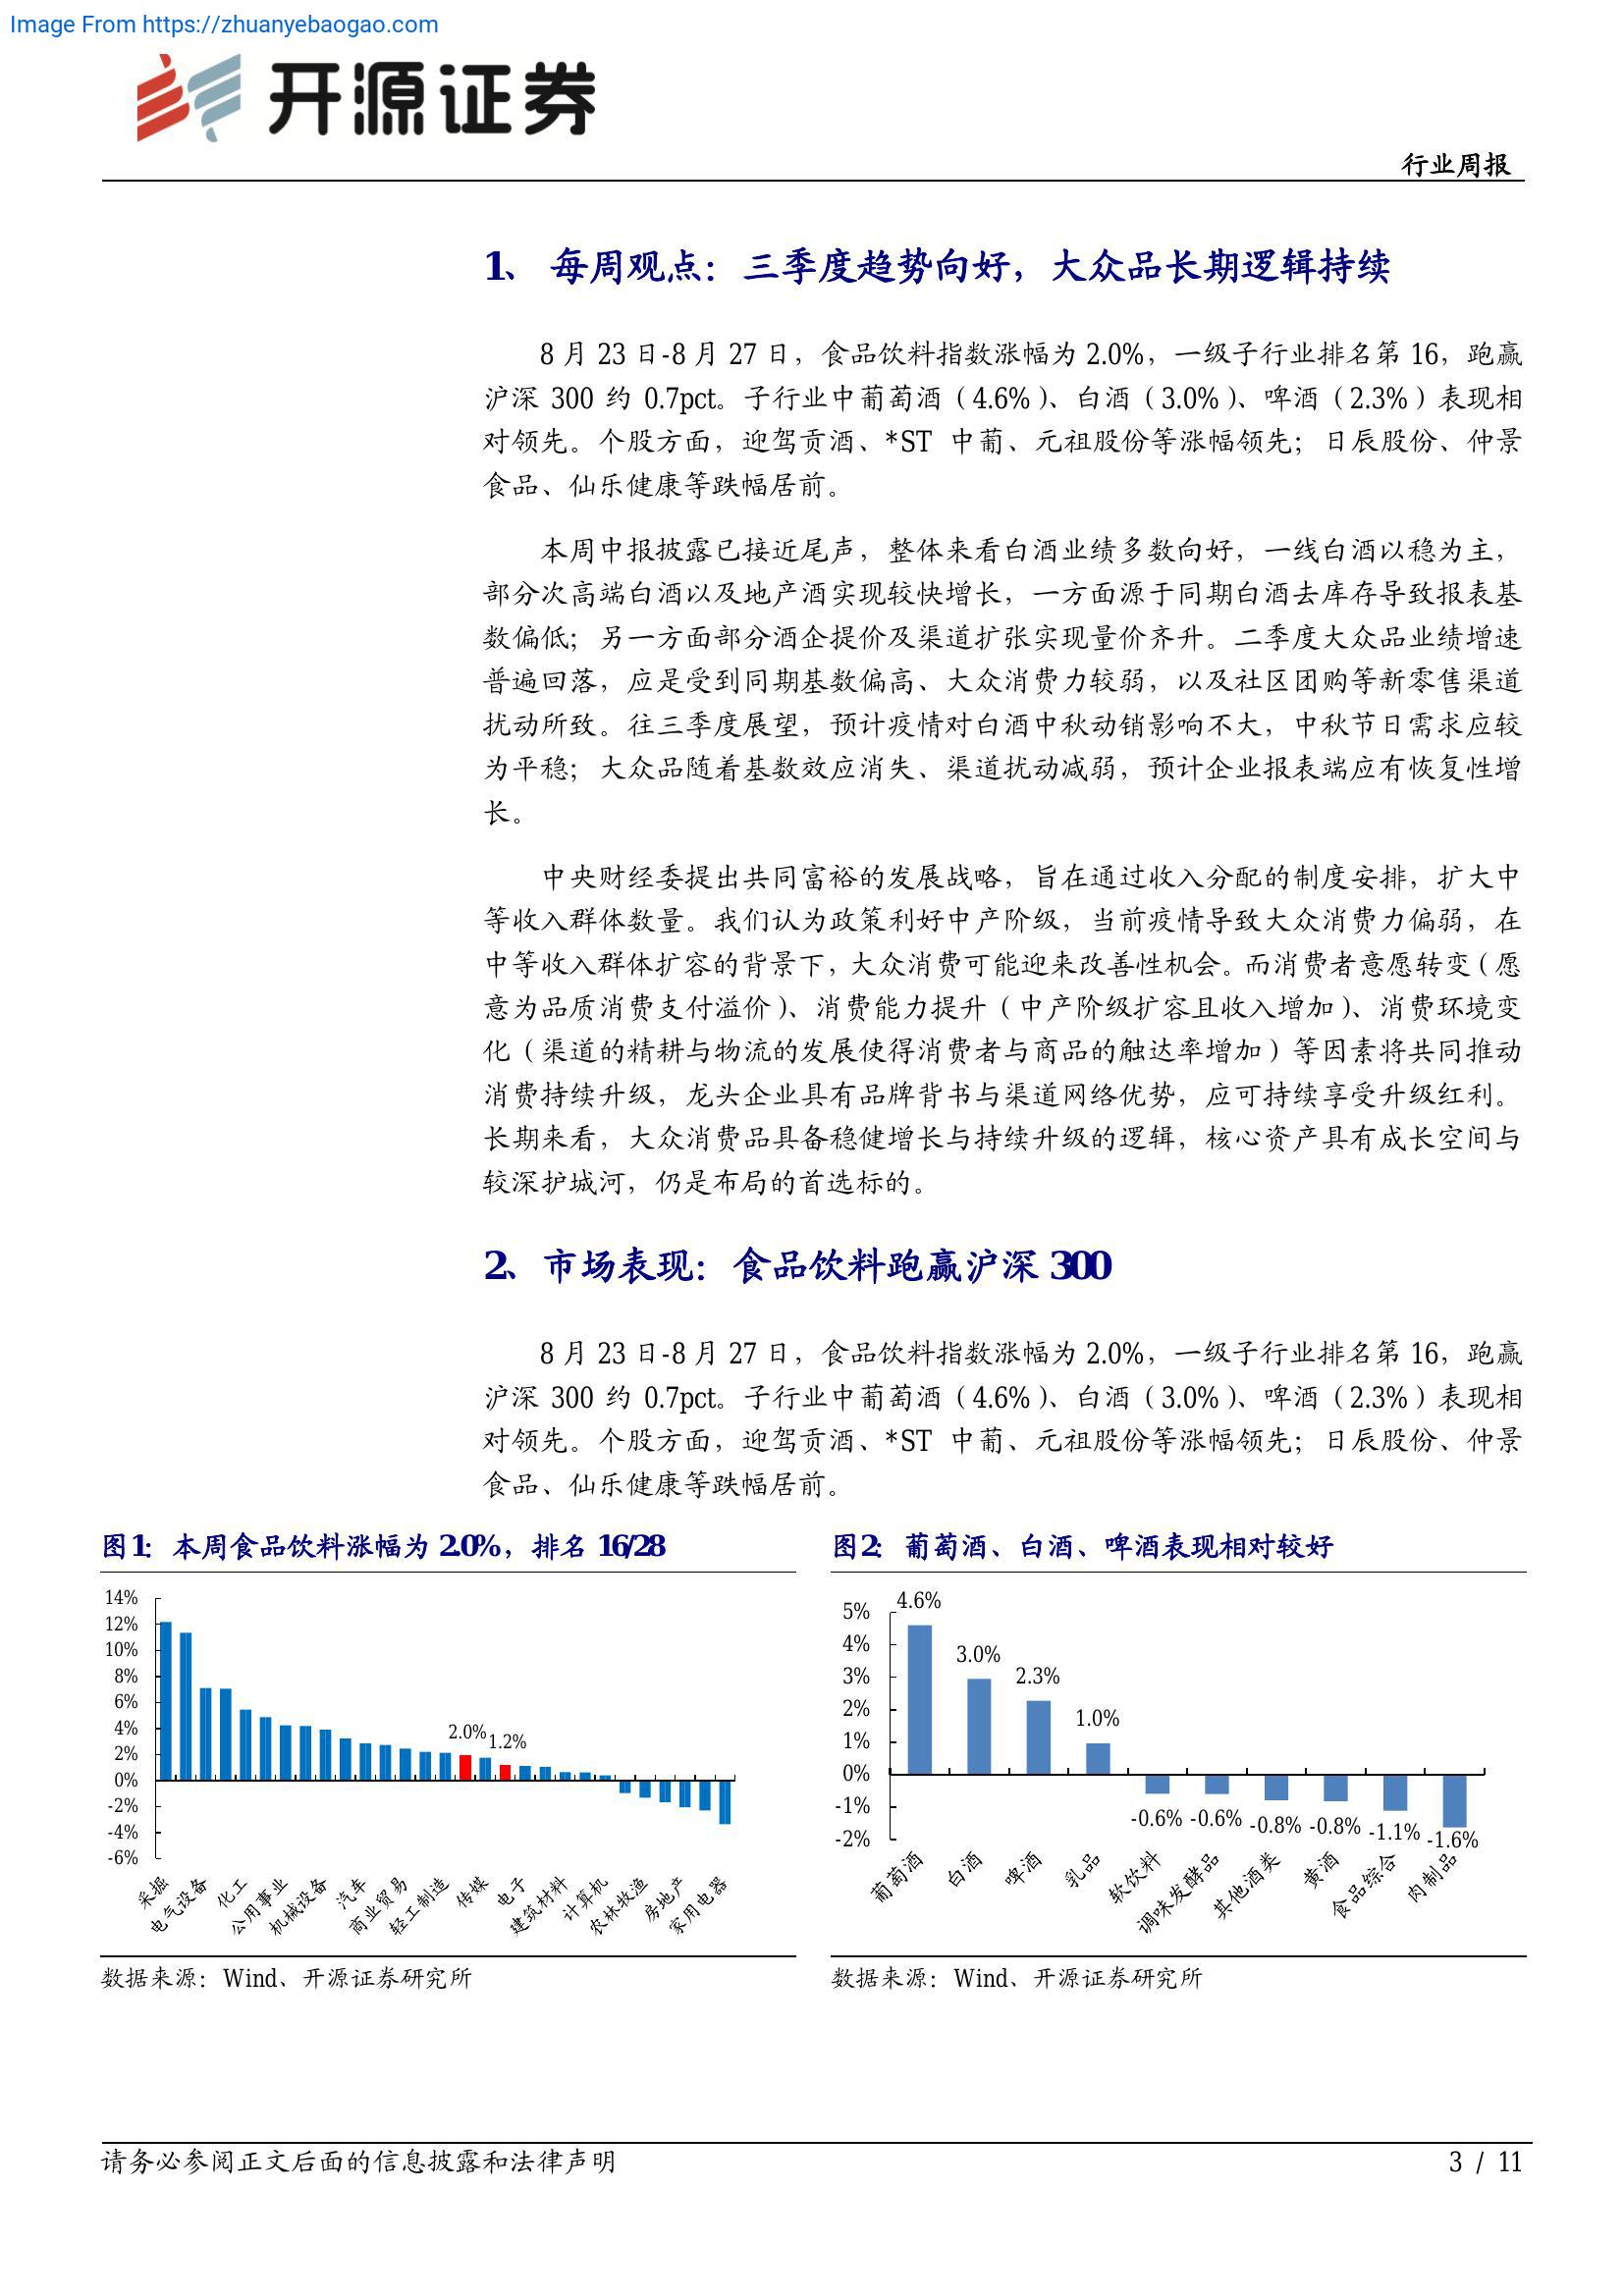 Image From https://zhuanyebaogao.com
开源证券
行业周报
1、 每周观点：三季度趋势向好，大众品长期逻辑持续
8 月 23 日-8 月 27 日，食品饮料指数涨幅为 2.0%，一级子行业排名第 16，跑赢
沪深 300 约 0.7pct。子行业中葡萄酒（4.6%）、白酒（3.0%）、啤酒（2.3%）表现相
对领先。个股方面，迎驾贡酒、*ST 中葡、元祖股份等涨幅领先；日辰股份、仲景
食品、仙乐健康等跌幅居前。
本周中报披露已接近尾声，整体来看白酒业绩多数向好，一线白酒以稳为主，
部分次高端白酒以及地产酒实现较快增长，一方面源于同期白酒去库存导致报表基
数偏低；另一方面部分酒企提价及渠道扩张实现量价齐升。二季度大众品业绩增速
普遍回落，应是受到同期基数偏高、大众消费力较弱，以及社区团购等新零售渠道
扰动所致。往三季度展望，预计疫情对白酒中秋动销影响不大，中秋节日需求应较
为平稳；大众品随着基数效应消失、渠道扰动减弱，预计企业报表端应有恢复性增
长。
中央财经委提出共同富裕的发展战略，旨在通过收入分配的制度安排，扩大中
等收入群体数量。我们认为政策利好中产阶级，当前疫情导致大众消费力偏弱，在
中等收入群体扩容的背景下，大众消费可能迎来改善性机会。而消费者意愿转变（愿
意为品质消费支付溢价）、消费能力提升（中产阶级扩容且收入增加）、消费环境变
化（渠道的精耕与物流的发展使得消费者与商品的触达率增加）等因素将共同推动
消费持续升级，龙头企业具有品牌背书与渠道网络优势，应可持续享受升级红利。
长期来看，大众消费品具备稳健增长与持续升级的逻辑，核心资产具有成长空间与
较深护城河，仍是布局的首选标的。
2、市场表现：食品饮料跑赢沪深 300
8 月 23 日-8 月 27 日，食品饮料指数涨幅为 2.0%，一级子行业排名第 16，跑赢
沪深 300 约 0.7pct。子行业中葡萄酒（4.6%）、白酒（3.0%）、啤酒（2.3%）表现相
对领先。个股方面，迎驾贡酒、*ST 中葡、元祖股份等涨幅领先；日辰股份、仲景
食品、仙乐健康等跌幅居前。
图1：本周食品饮料涨幅为 2.0%，排名 16/28
14%
12%
10%
8%
6%
4%
2%
0%
-2%
-4%
-6%
2.0%
1.2%
采掘
电气设备
化工
公用事业
机械设备
汽车
商业贸易
轻工制造
传媒
电子
建筑材料
计算机
农林牧渔
房地产
家用电器
数据来源：Wind、开源证券研究所
图2：葡萄酒、白酒、啤酒表现相对较好
5%
4%
3%
2%
1%
0%
-1%
-2%
4.6%
3.0%
2.3%
1.0%
-0.6%
-0.6%
-0.8%
-0.8%
-1.1%
-1.6%
葡萄酒
白酒
啤酒
乳品
软饮料
调味发酵品
其他酒类
黄酒
食品综合
肉制品
数据来源：Wind、开源证券研究所
请务必参阅正文后面的信息披露和法律声明
3 / 11